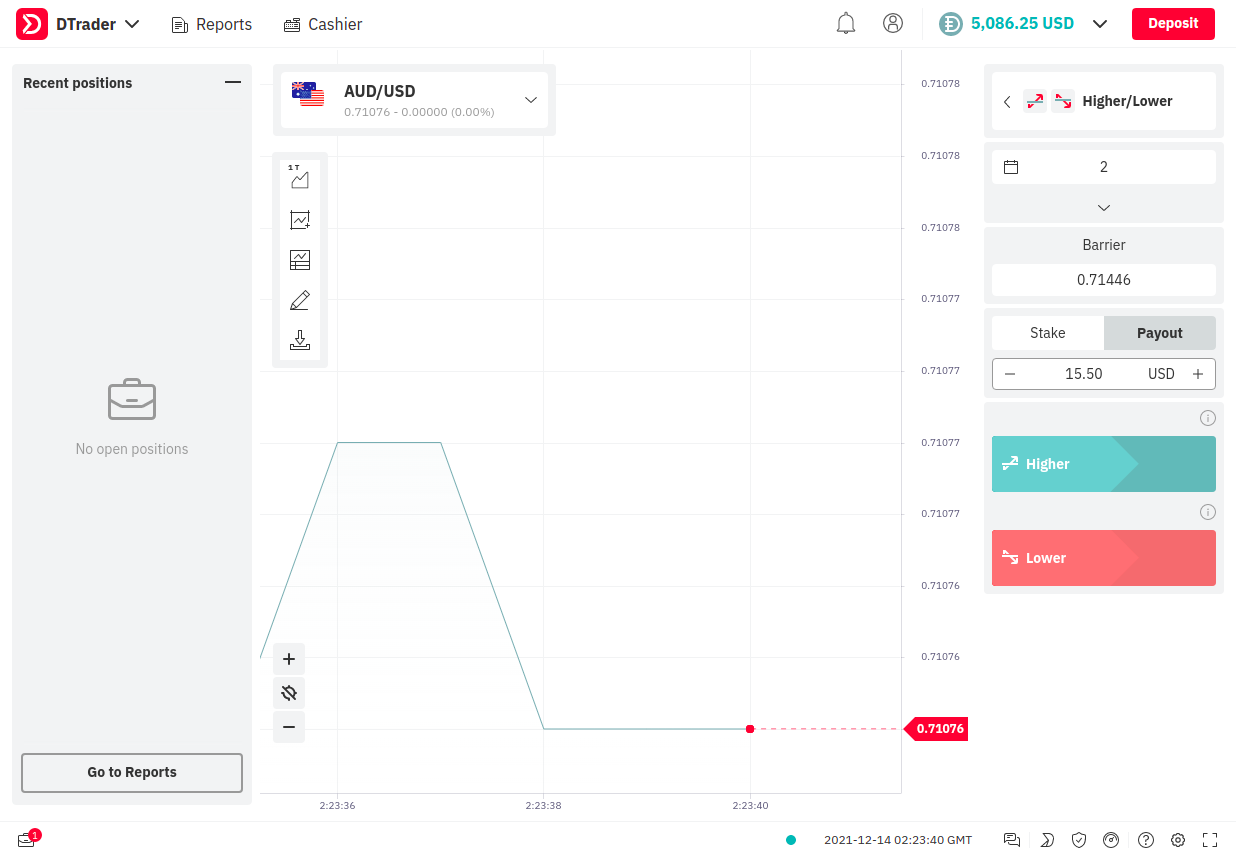 DTrader
Reports
Cashier
5,086.25 USD
Deposit
Recent positions
No open positions
Go to Reports
AUD/USD
0.71076 - 0.00000 (0.00%)
1 T
0.71078
0.71078
0.71078
0.71077
0.71077
0.71077
0.71077
0.71076
0.71076
0.71076
2:23:36
2:23:38
2:23:40
Higher/Lower
2
Barrier
0.71446
Stake
Payout
15.50
USD
Higher
Lower
1
2021-12-14 02:23:40 GMT